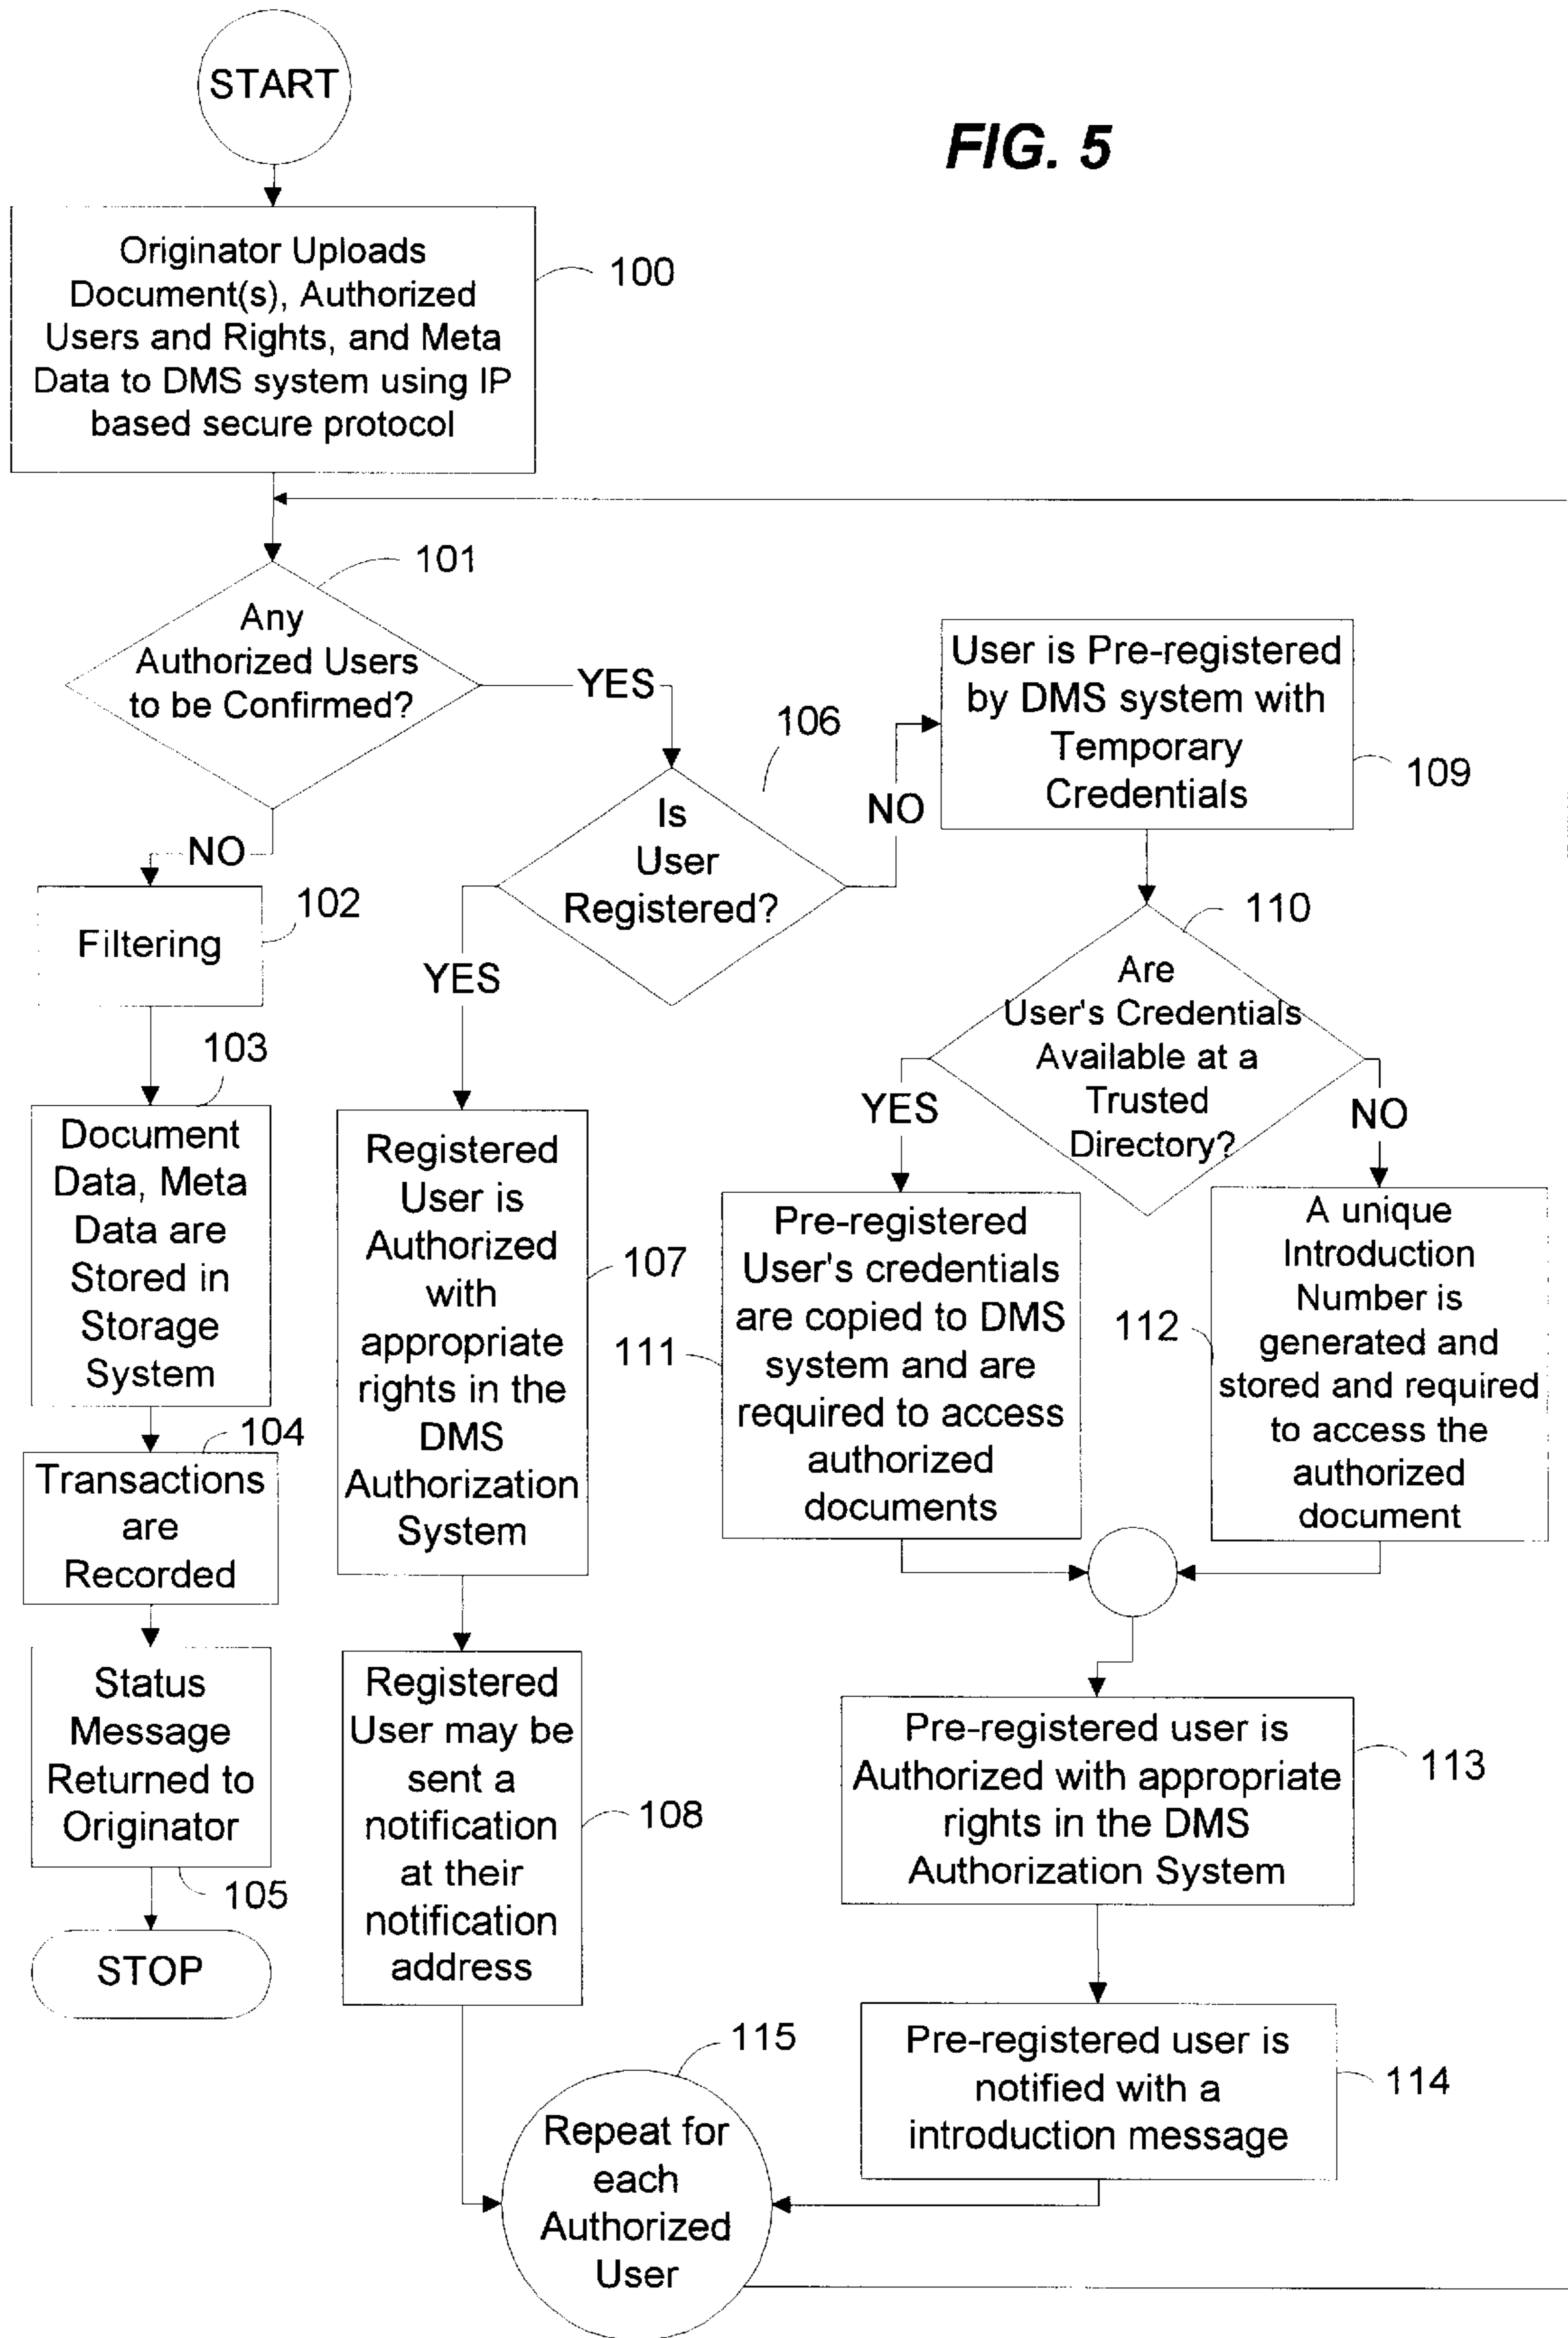 START
FIG. 5
Originator Uploads
Document(s), Authorized
Users and Rights, and Meta
Data to DMS system using IP
based secure protocol
100
101
Any
Authorized Users
to be Confirmed?
YES
NO
106
Is
User
Registered?
NO
YES
User is Pre-registered
by DMS system with
Temporary
Credentials
109
102
Filtering
110
Are
User's Credentials
Available at a
Trusted
Directory?
YES
NO
103
Document
Data, Meta
Data are
Stored in
Storage
System
104
Transactions
are
Recorded
Status
Message
Returned to
Originator
105
STOP
Registered
User is
Authorized
with
appropriate
rights in the
DMS
Authorization
System
107
Registered
User may be
sent a
notification
at their
notification
address
108
Pre-registered
User's credentials
are copied to DMS
system and are
required to access
authorized
documents
111
A unique
Introduction
Number is
generated and
stored and required
to access the
authorized
document
112
Pre-registered user is
Authorized with appropriate
rights in the DMS
Authorization System
113
Pre-registered user is
notified with a
introduction message
114
115
Repeat for
each
Authorized
User